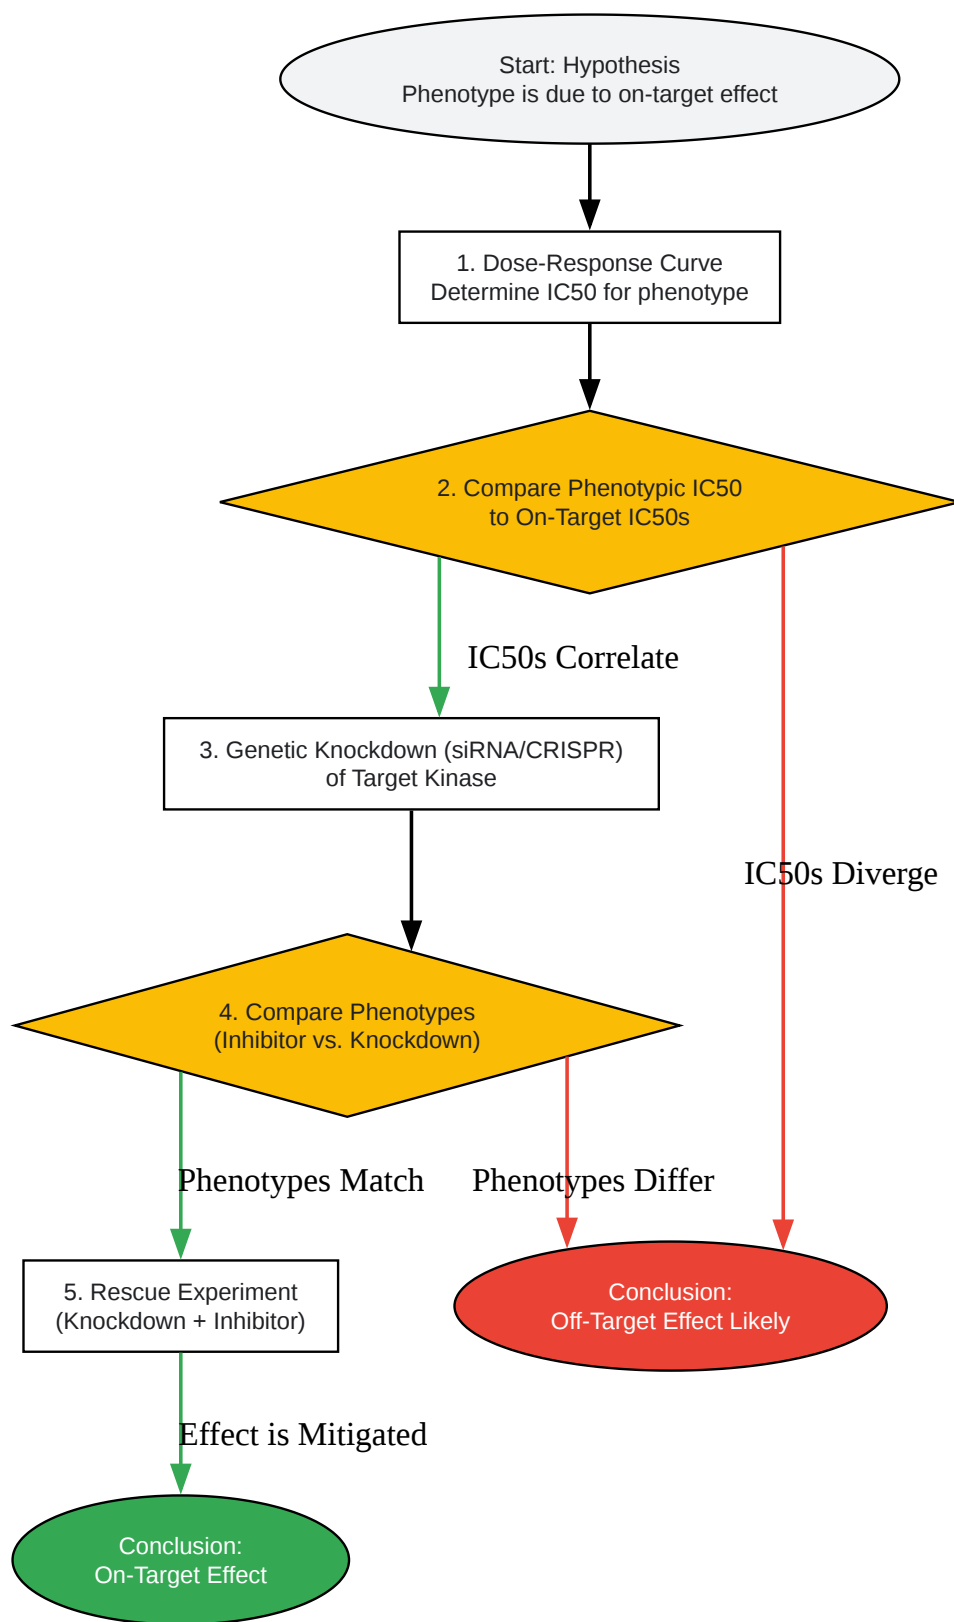 Start: Hypothesis
Phenotype is due to on-target effect
1. Dose-Response Curve
Determine IC50 for phenotype
2. Compare Phenotypic IC50
to On-Target IC50s
IC50s Correlate
3. Genetic Knockdown (siRNA/CRISPR)
of Target Kinase
IC50s Diverge
4. Compare Phenotypes
(Inhibitor vs. Knockdown)
Phenotypes Match
Phenotypes Differ
5. Rescue Experiment
(Knockdown + Inhibitor)
Conclusion:
Off-Target Effect Likely
Effect is Mitigated
Conclusion:
On-Target Effect